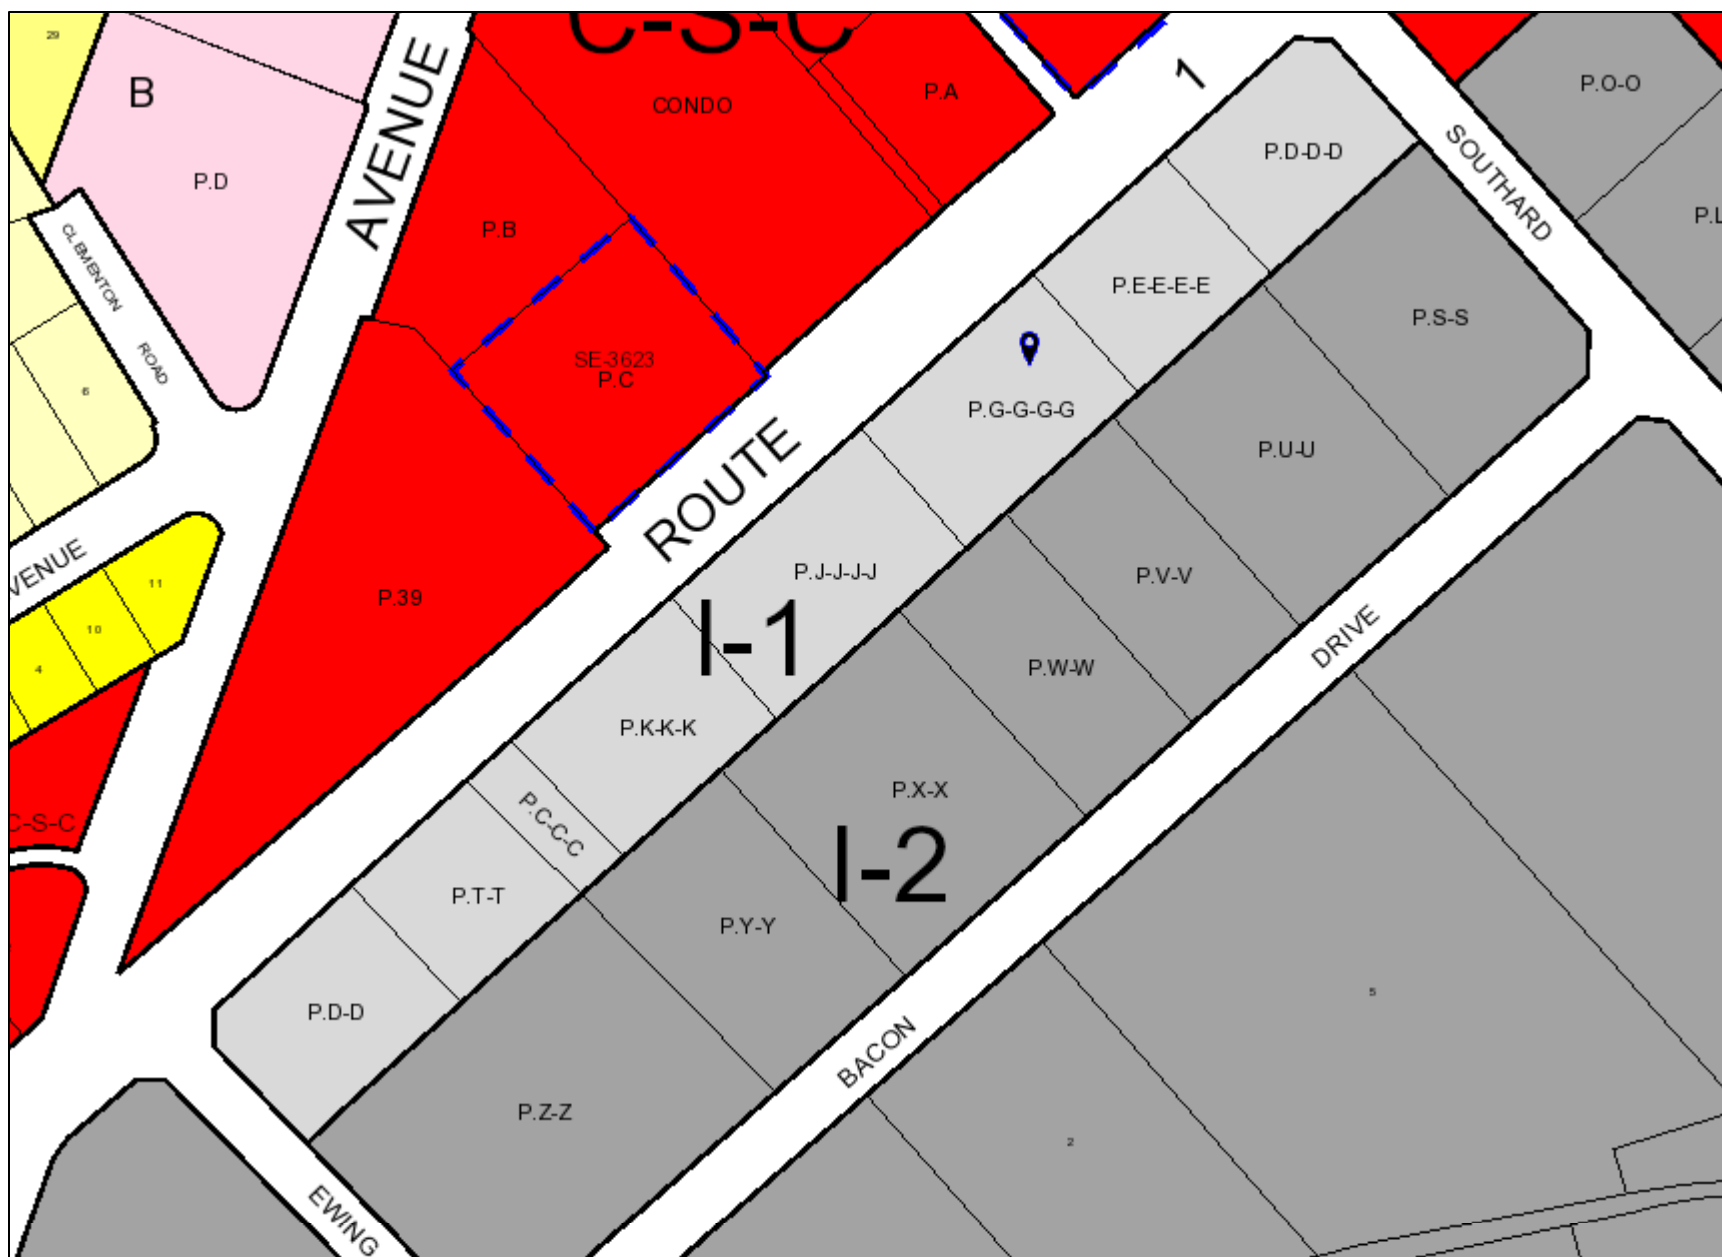 C-S-C
29
AVENUE
1
B
P.A
CONDO
P.O-O
SOUTHARD
P.D-D-D
P.D
P.L
P.B
CLEMENTON
ROAD
P.E-E-E-E
P.S-S
SE-3623
P.C
6
P.G-G-G-G
P.U-U
ROUTE
VENUE
11
P.J-J-J-J
P.V-V
P.39
10
I-1
DRIVE
4
P.W-W
P.K-K-K
P.X-X
C-S-C
P.C-C-C
I-2
P.T-T
P.Y-Y
5
P.D-D
BACON
P.Z-Z
2
EWING